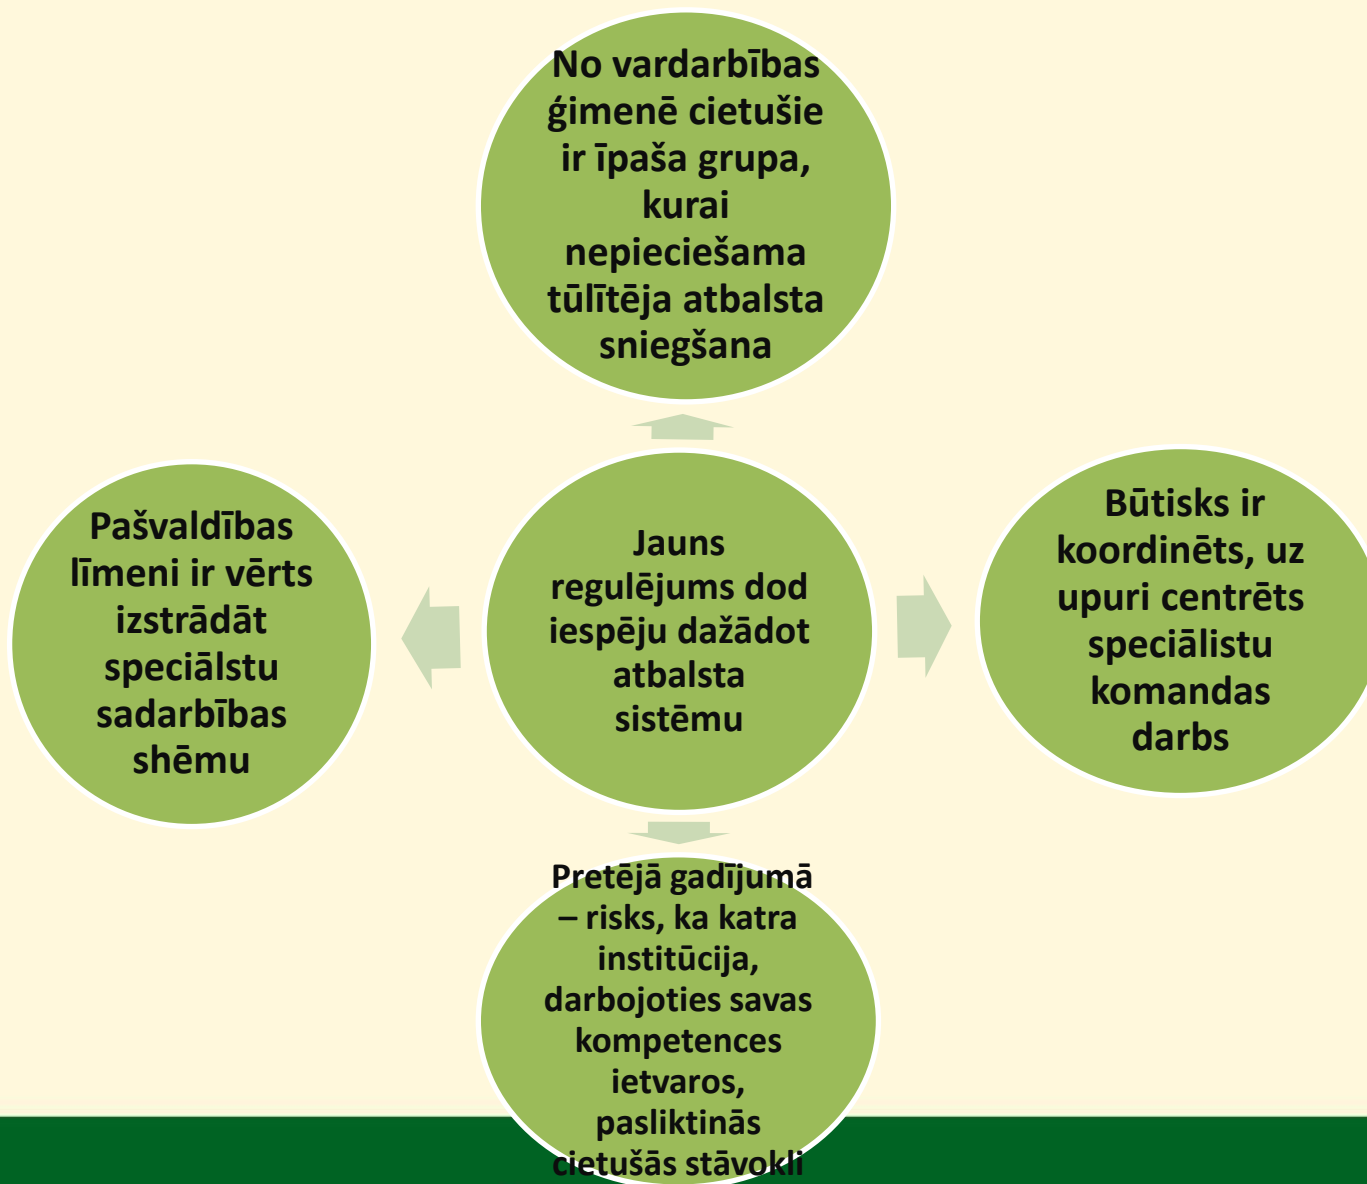 No vardarbības
ģimenē cietušie
ir īpaša grupa,
kurai
nepieciešama
tūlītēja atbalsta
sniegšana
Pašvaldības
līmeni ir vērts
izstrādāt
speciālstu
sadarbības
shēmu
Jauns
regulējums dod
iespēju dažādot
atbalsta
sistēmu
Būtisks ir
koordinēts, uz
upuri centrēts
speciālistu
komandas
darbs
Pretējā gadījumā
– risks, ka katra
institūcija,
darbojoties savas
kompetences
ietvaros,
pasliktinās
cietušās stāvokli